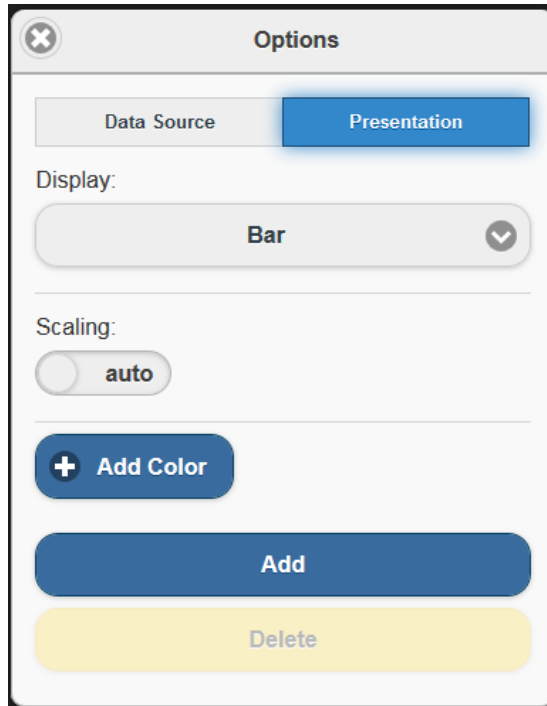 Options
Data Source
Presentation
Display:
Bar
Scaling:
auto
Add Color
Add
Delete